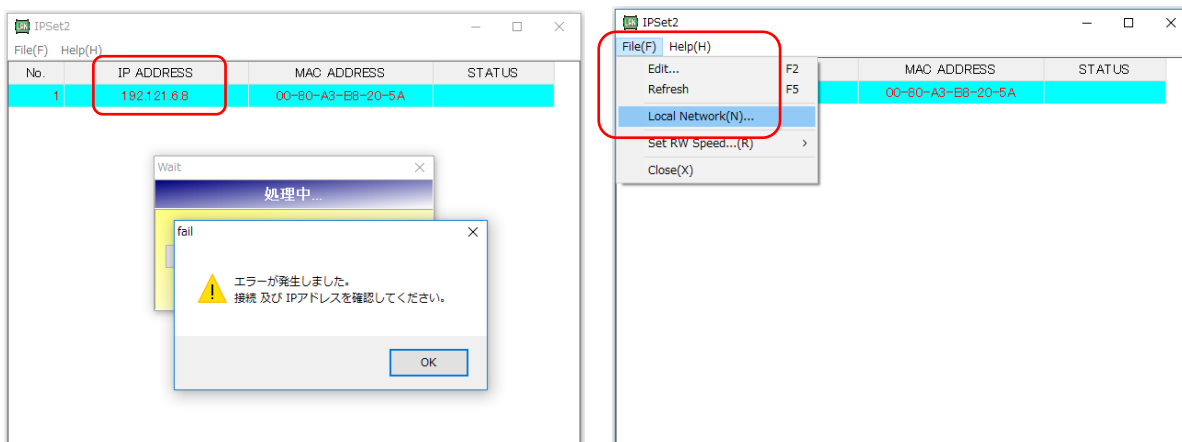 IPSet2
File(F) Help(H)
No. IP ADDRESS MAC ADDRESS STATUS
1 192.121.6.8 00-80-A3-B8-20-5A
Wait
処理中...
fail
エラーが発生しました。
接続 及び IPアドレスを確認してください。
OK
IPSet2
File(F) Help(H)
MAC ADDRESS STATUS
00-80-A3-B8-20-5A
Edit... F2
Refresh F5
Local Network(N)...
Set RW Speed...(R)
Close(X)